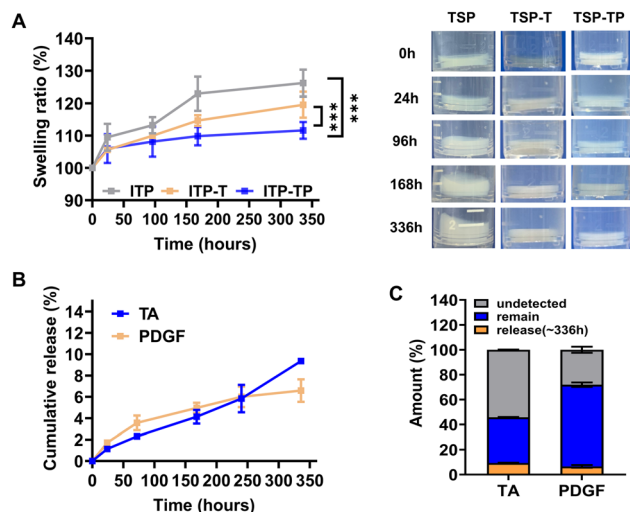 A
Swelling ratio (%)
140
130
120
110
100
90
ITP ITP-T ITP-TP
0 50 100 150 200 250 300 350
Time (hours)
***
***
TSP TSP-T TSP-TP
0h
24h
96h
168h
336h
2
B
Cumulative release (%)
14
12
10
8
6
4
2
0
TA
PDGF
0 50 100 150 200 250 300 350
Time (hours)
C
Amount (%)
140
120
100
80
60
40
20
0
undetected
remain
release(~336h)
TA PDGF